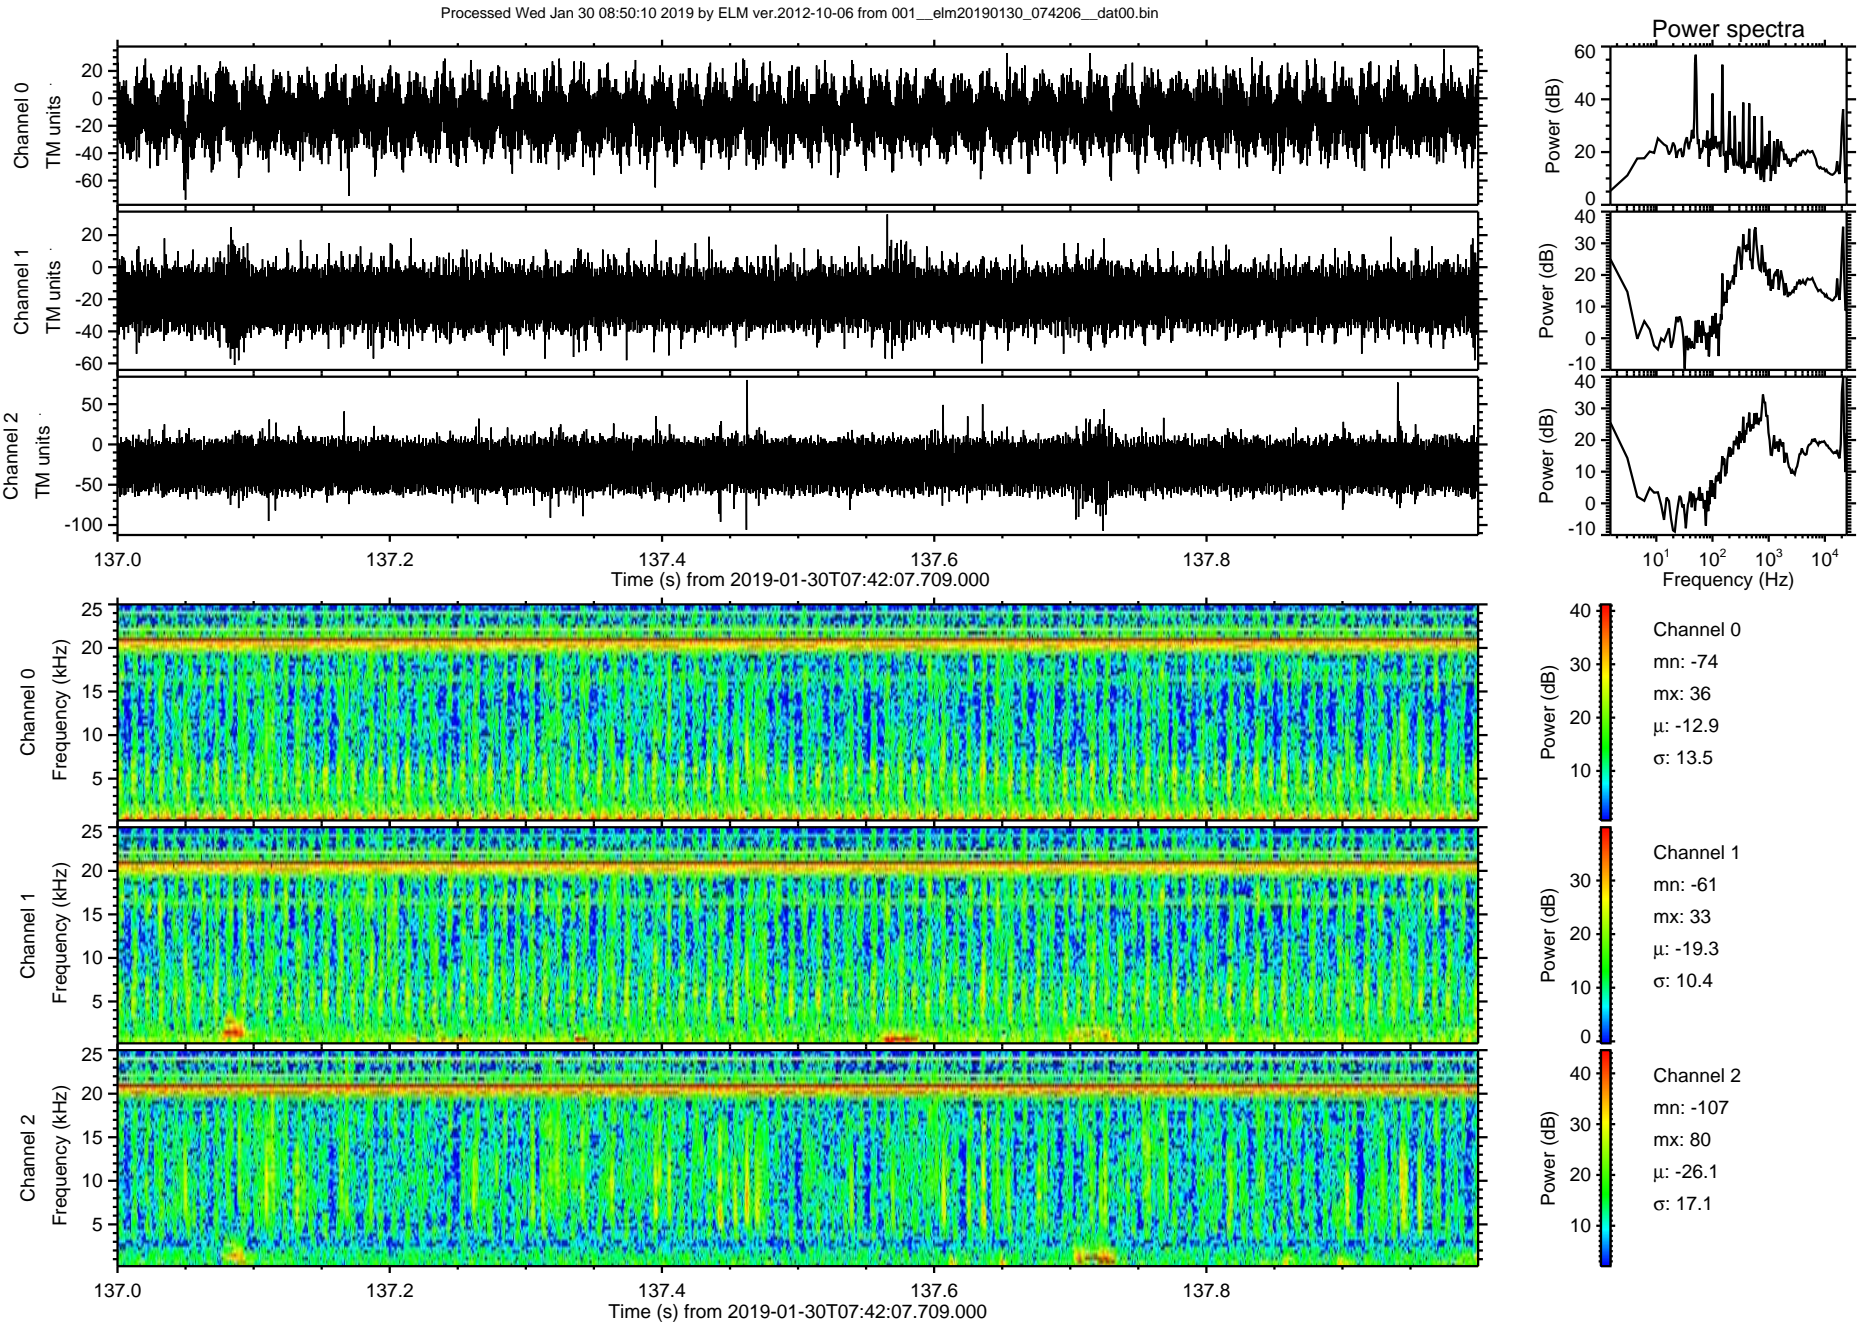 Processed Wed Jan 30 08:50:10 2019 by ELM ver.2012-10-06 from 001__elm20190130_074206__dat00.bin
Power spectra
Channel 0
TM units
20
0
-20
-40
-60
Power (dB)
60
40
20
0
Channel 1
TM units
20
0
-20
-40
-60
Power (dB)
40
30
20
10
0
-10
Channel 2
TM units
50
0
-50
-100
Power (dB)
40
30
20
10
0
-10
137.0 137.2 137.4 137.6 137.8
Time (s) from 2019-01-30T07:42:07.709.000
10¹ 10² 10³ 10⁴
Frequency (Hz)
Channel 0
Frequency (kHz)
25
20
15
10
5
Power (dB)
40
30
20
10
Channel 0
mn: -74
mx: 36
μ: -12.9
σ: 13.5
Channel 1
Frequency (kHz)
25
20
15
10
5
Power (dB)
30
20
10
0
Channel 1
mn: -61
mx: 33
μ: -19.3
σ: 10.4
Channel 2
Frequency (kHz)
25
20
15
10
5
Power (dB)
40
30
20
10
Channel 2
mn: -107
mx: 80
μ: -26.1
σ: 17.1
137.0 137.2 137.4 137.6 137.8
Time (s) from 2019-01-30T07:42:07.709.000